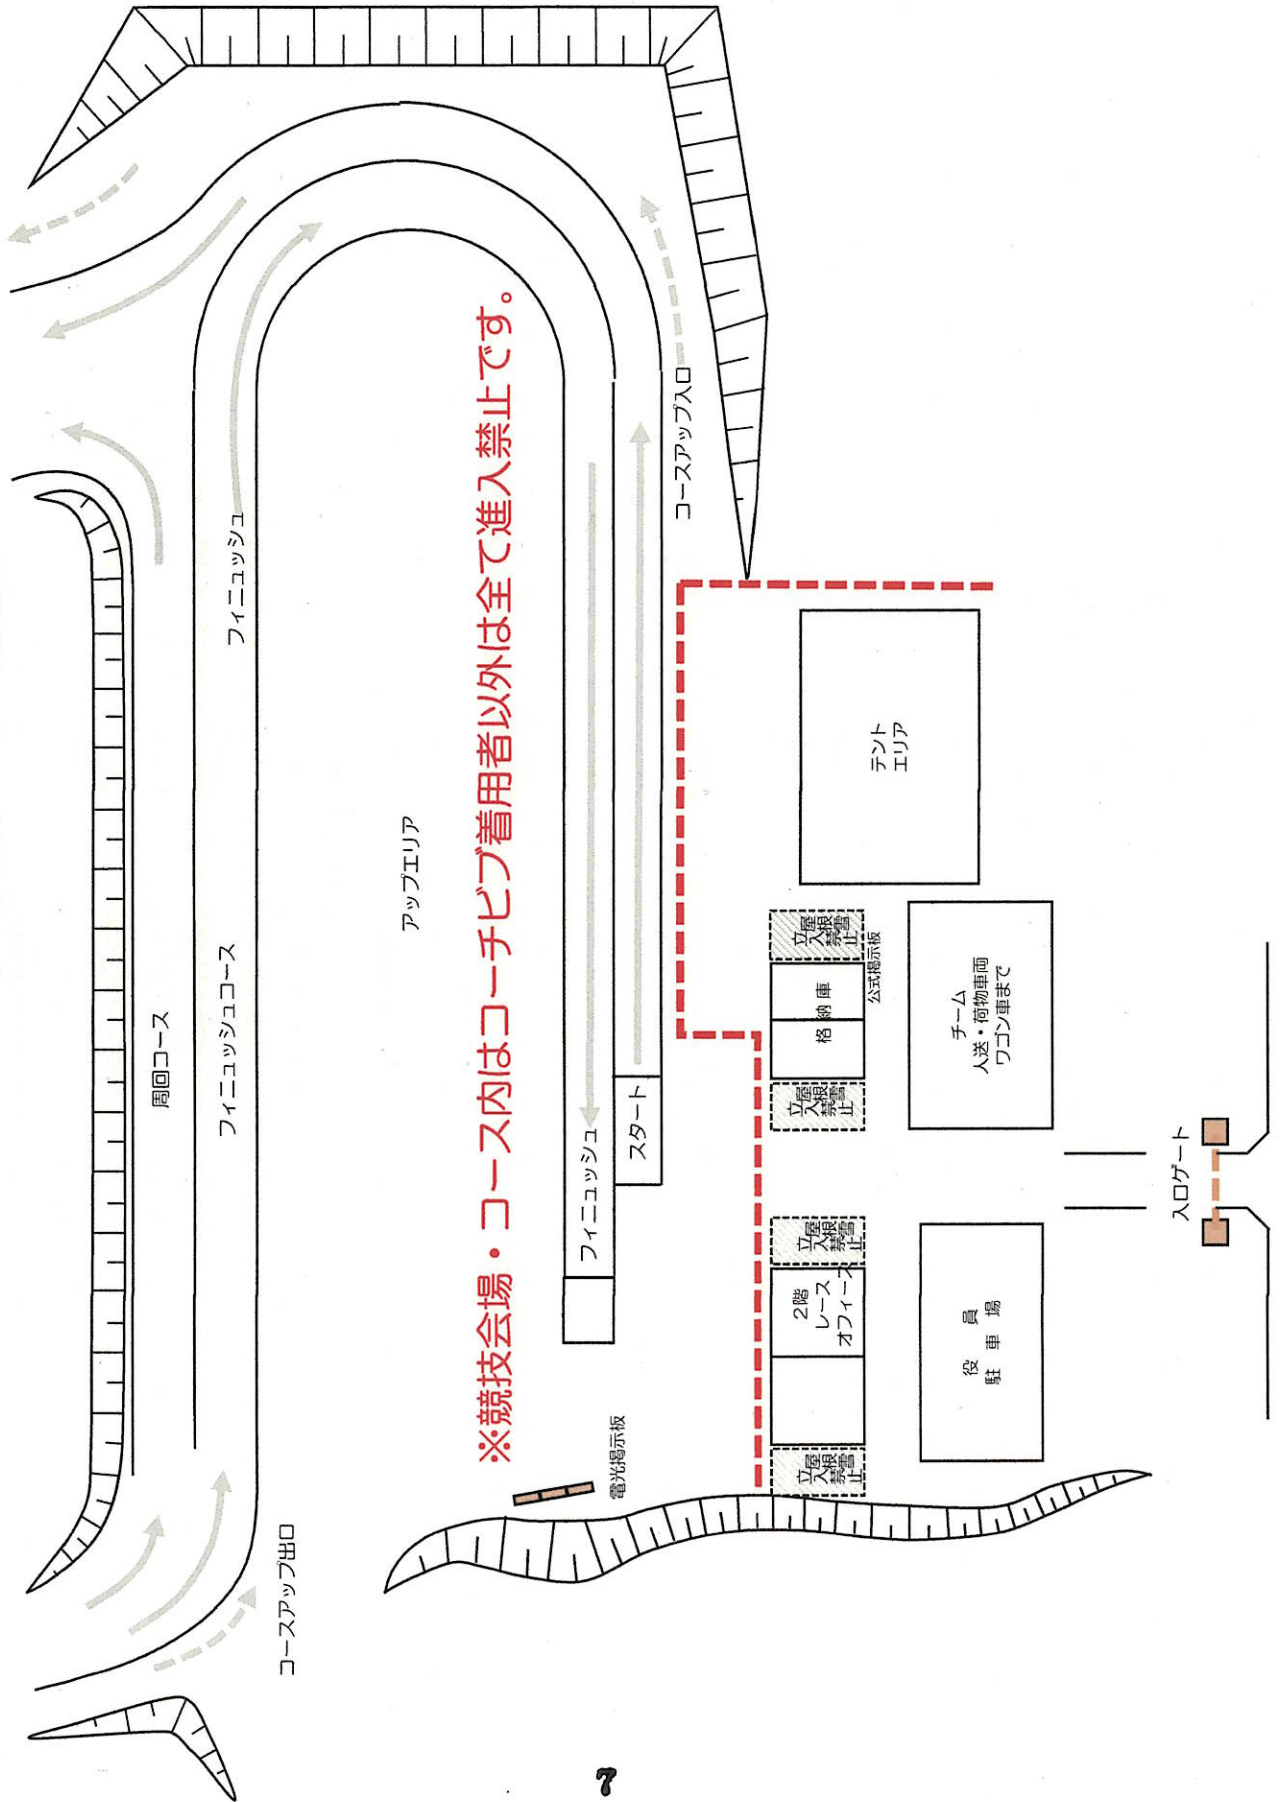 周回コース
フィニュッシュコース
フィニュッシュ
コースアップ出口
アップエリア
※競技会場・コース内はコーチビブ着用者以外は全て進入禁止です。
フィニュッシュ
スタート
電光掲示板
コースアップ入口
立屋
入根
禁雪
止
2階
レース
オフィース
立屋
入根
禁雪
止
立屋
入根
禁雪
止
格 納 庫
立屋
入根
禁雪
止
公式掲示板
テント
エリア
役 員
駐 車 場
チーム
人送・荷物車両
ワゴン車まで
入口ゲート
7